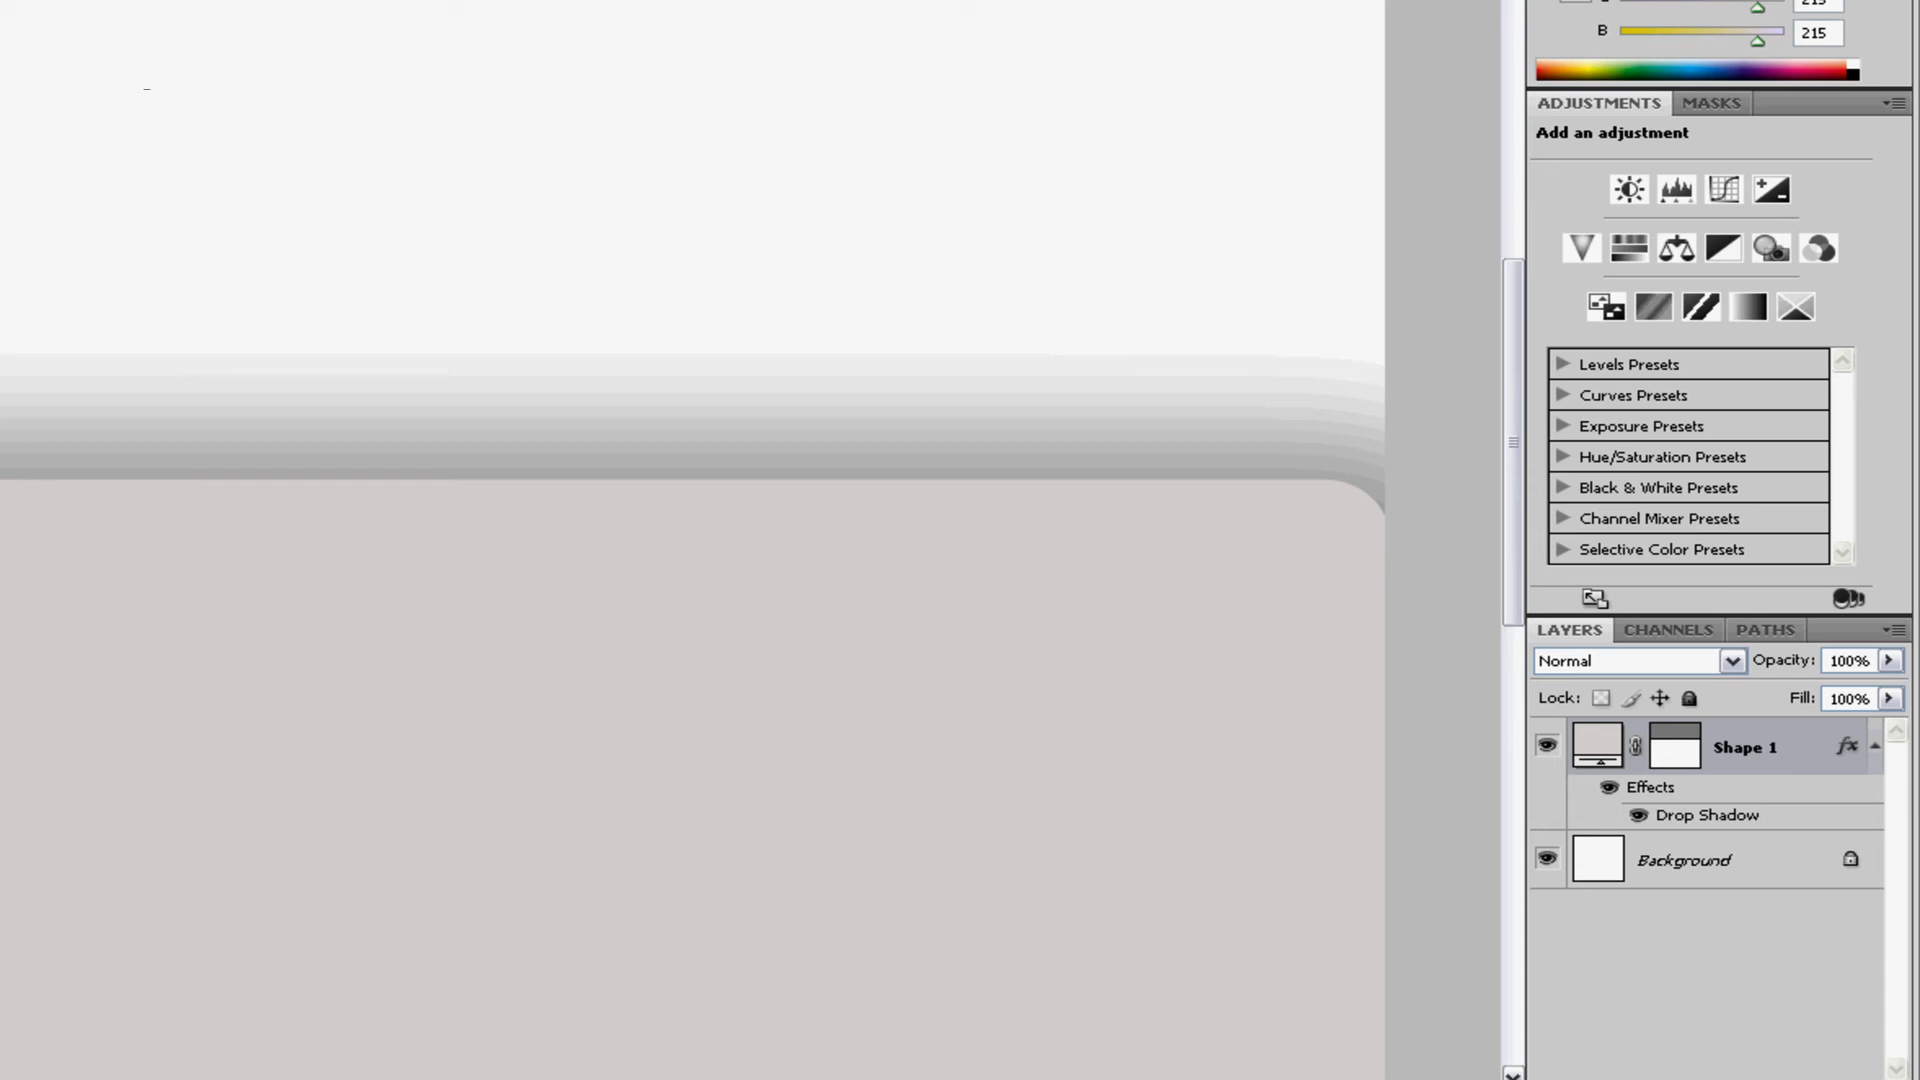 215
B 215
ADJUSTMENTS MASKS
Add an adjustment
Levels Presets
Curves Presets
Exposure Presets
Hue/Saturation Presets
Black & White Presets
Channel Mixer Presets
Selective Color Presets
LAYERS CHANNELS PATHS
Normal Opacity: 100%
Lock: Fill: 100%
Shape 1 fx
Effects
Drop Shadow
Background